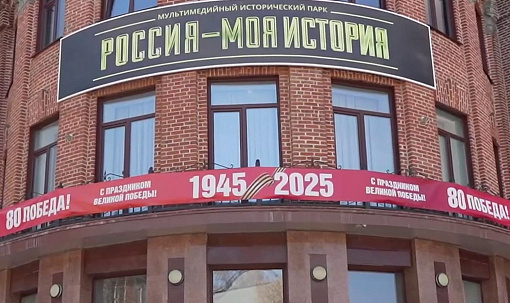 МУЛЬТИМЕДИЙНЫЙ ИСТОРИЧЕСКИЙ ПАРК
РОССИЯ–МОЯ ИСТОРИЯ
80 ПОБЕДА!
С ПРАЗДНИКОМ
ВЕЛИКОЙ ПОБЕДЫ!
1945 2025
С ПРАЗДНИКОМ
ВЕЛИКОЙ ПОБЕДЫ!
80 ПОБЕДА!